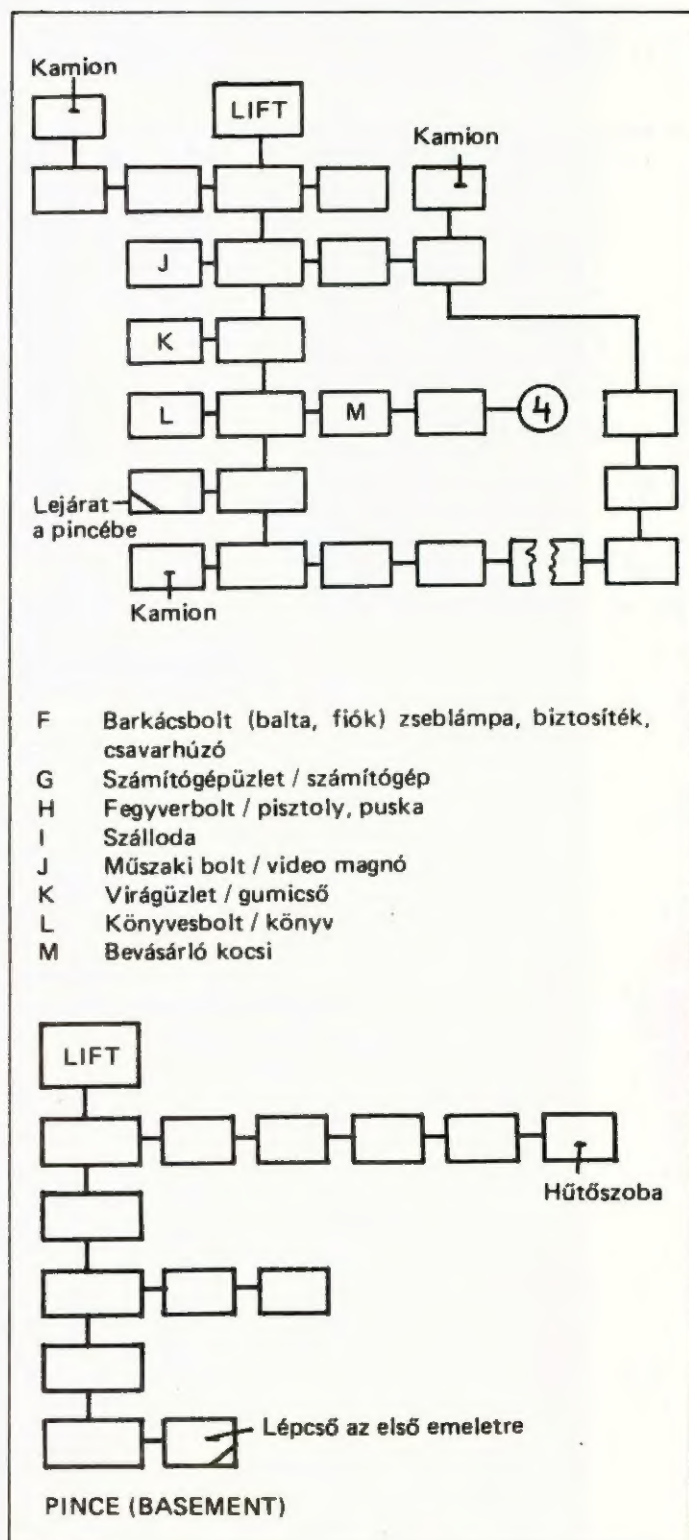 Kamion
LIFT
Kamion
J
K
L
M
4
Lejárat
a pincébe
Kamion
F Barkácsbolt (balta, fiók) zseblámpa, biztosíték,
csavarhúzó
G Számítógépüzlet / számítógép
H Fegyverbolt / pisztoly, puska
I Szálloda
J Műszaki bolt / video magnó
K Virágüzlet / gumicső
L Könyvesbolt / könyv
M Bevásárló kocsi
LIFT
Hűtőszoba
Lépcső az első emeletre
PINCE (BASEMENT)